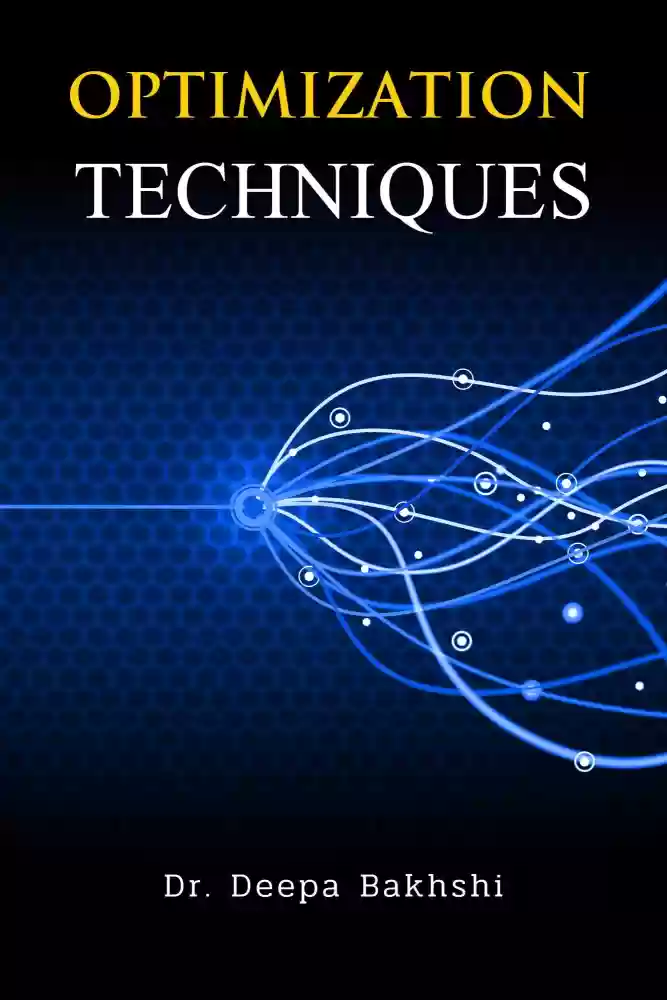 OPTIMIZATION
TECHNIQUES
Dr. Deepa Bakhshi